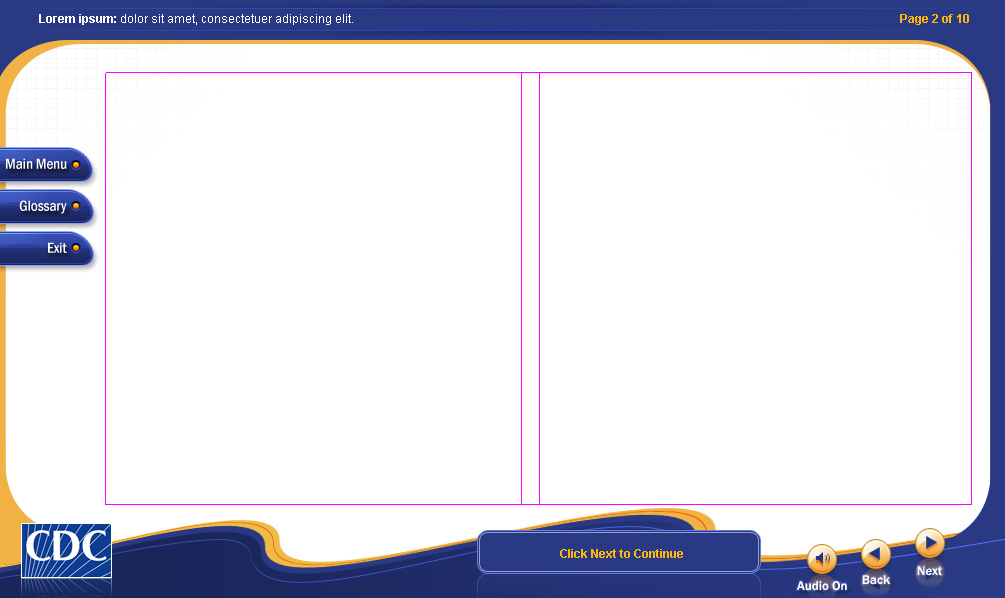 Lorem ipsum: dolor sit amet, consectetuer adipiscing elit.
Page 2 of 10
Main Menu
Glossary
Exit
CDC
Click Next to Continue
Audio On
Back
Next